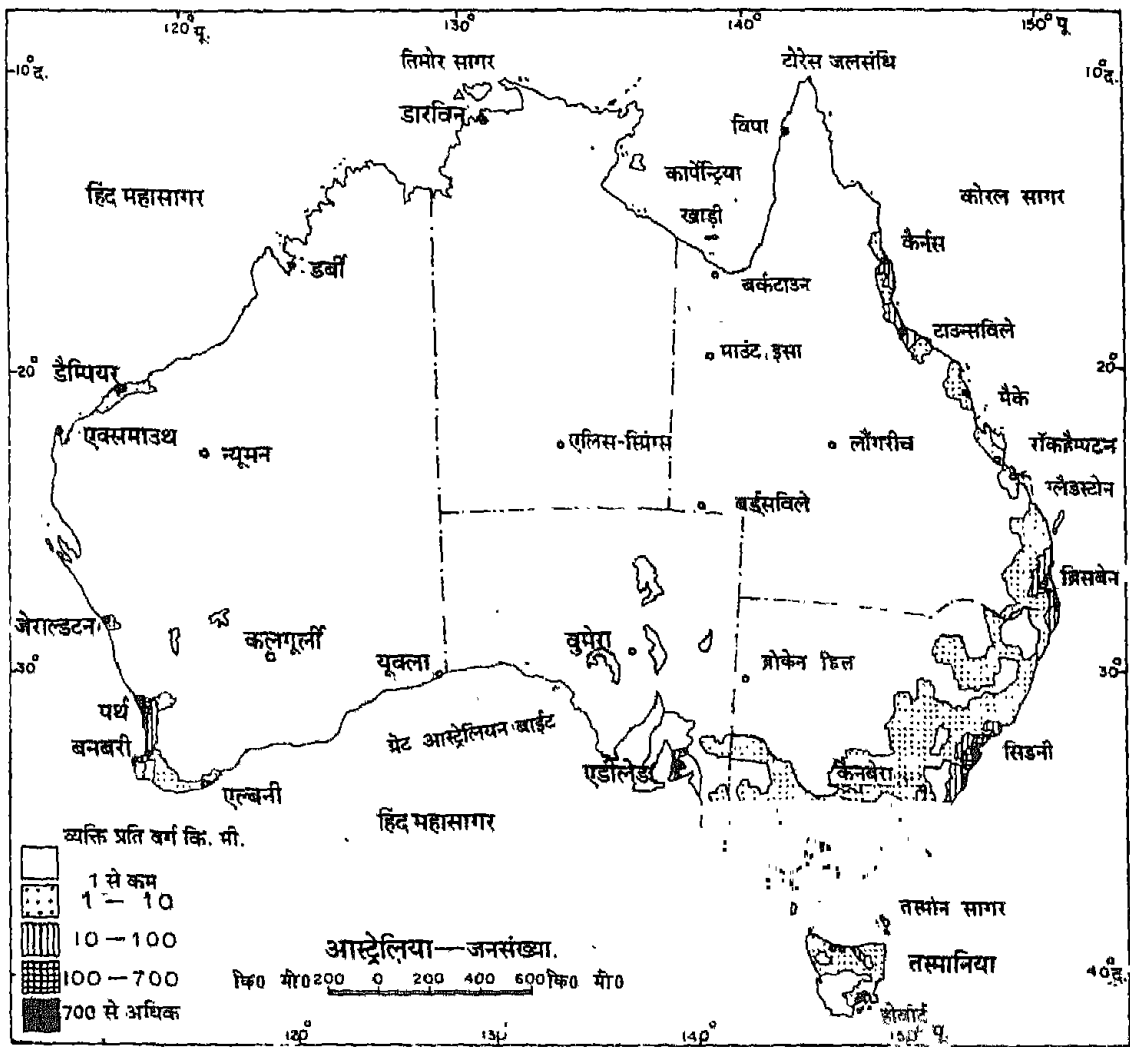 120° पू.
130°
140°
150° पू.
10° द.
तिमोर सागर
टोरेस जलसंधि
10° द.
डारविन
विपा
कार्पेन्ट्रिया
खाड़ी
हिंद महासागर
कोरल सागर
कैर्नस
डर्बी
बर्कटाउन
टाउन्सविले
माउंट इसा
20°
20°
डैम्पियर
मैके
एक्समाउथ
न्यूमन
एलिस-स्प्रिंग्स
लौंगरीच
रॉकहैम्पटन
ग्लैडस्टोन
बर्ड्सविले
ब्रिसबेन
जेराल्डटन
कलगूर्ली
यूक्ला
वुमेरा
ब्रोकेन हिल
30°
30°
पर्थ
बनबरी
ग्रेट आस्ट्रेलियन बाईट
सिडनी
एडीलेड
कैनबेरा
एल्बनी
हिंद महासागर
व्यक्ति प्रति वर्ग कि. मी.
1 से कम
1 — 10
10 — 100
100 — 700
700 से अधिक
तस्मान सागर
आस्ट्रेलिया — जनसंख्या.
कि0 मी0 200 0 200 400 600 कि0 मी0
तस्मानिया
40° द.
होबार्ट
120°
130°
140°
150° पू.